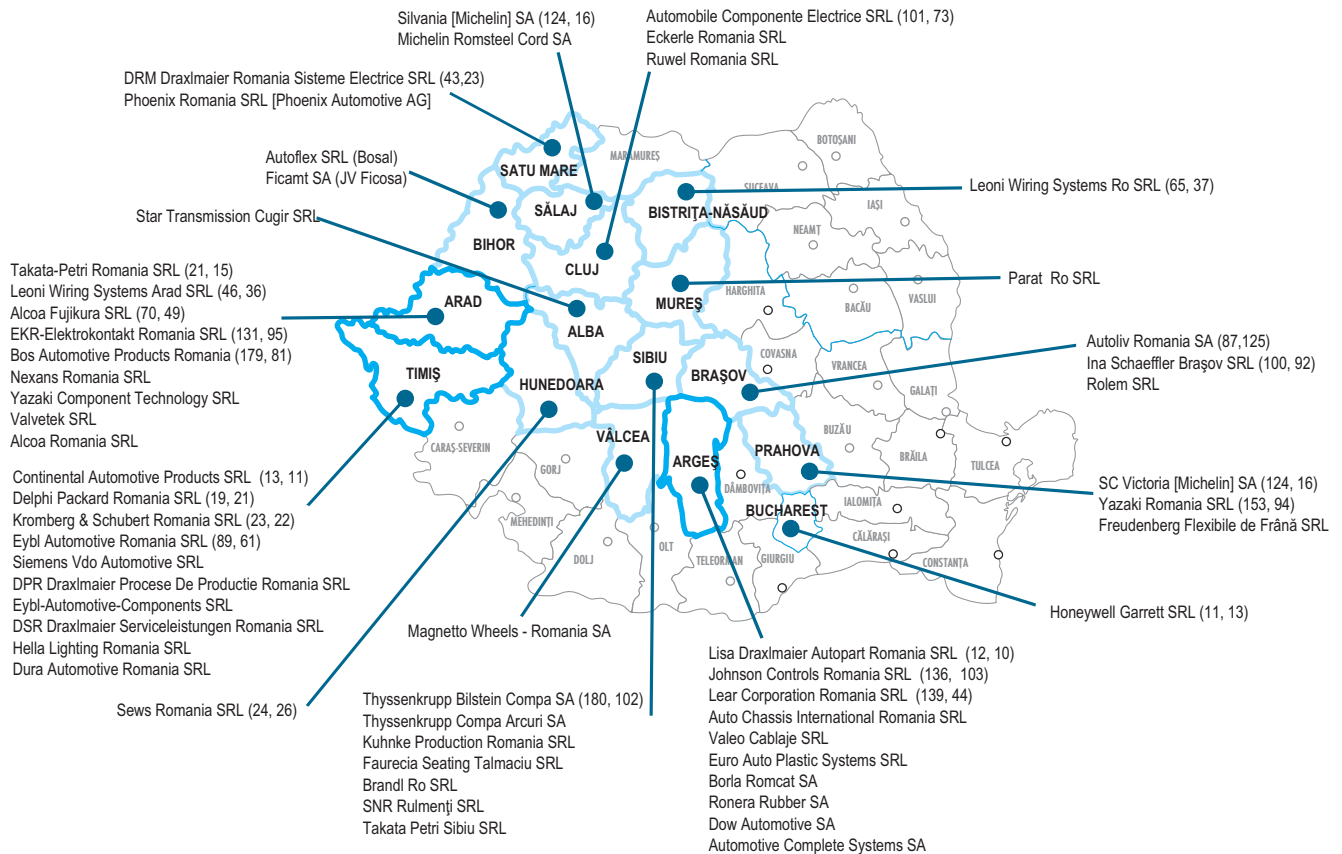 Silvania [Michelin] SA (124, 16)
Michelin Romsteel Cord SA
Automobile Componente Electrice SRL (101, 73)
Eckerle Romania SRL
Ruwel Romania SRL
DRM Draxlmaier Romania Sisteme Electrice SRL (43,23)
Phoenix Romania SRL [Phoenix Automotive AG]
Autoflex SRL (Bosal)
Ficamt SA (JV Ficosa)
Star Transmission Cugir SRL
Leoni Wiring Systems Ro SRL (65, 37)
Parat Ro SRL
Takata-Petri Romania SRL (21, 15)
Leoni Wiring Systems Arad SRL (46, 36)
Alcoa Fujikura SRL (70, 49)
EKR-Elektrokontakt Romania SRL (131, 95)
Bos Automotive Products Romania (179, 81)
Nexans Romania SRL
Yazaki Component Technology SRL
Valvetek SRL
Alcoa Romania SRL
Autoliv Romania SA (87,125)
Ina Schaeffler Braşov SRL (100, 92)
Rolem SRL
Continental Automotive Products SRL (13, 11)
Delphi Packard Romania SRL (19, 21)
Kromberg & Schubert Romania SRL (23, 22)
Eybl Automotive Romania SRL (89, 61)
Siemens Vdo Automotive SRL
DPR Draxlmaier Procese De Productie Romania SRL
Eybl-Automotive-Components SRL
DSR Draxlmaier Serviceleistungen Romania SRL
Hella Lighting Romania SRL
Dura Automotive Romania SRL
SC Victoria [Michelin] SA (124, 16)
Yazaki Romania SRL (153, 94)
Freudenberg Flexibile de Frână SRL
Honeywell Garrett SRL (11, 13)
Magnetto Wheels - Romania SA
Sews Romania SRL (24, 26)
Thyssenkrupp Bilstein Compa SA (180, 102)
Thyssenkrupp Compa Arcuri SA
Kuhnke Production Romania SRL
Faurecia Seating Talmaciu SRL
Brandl Ro SRL
SNR Rulmenţi SRL
Takata Petri Sibiu SRL
Lisa Draxlmaier Autopart Romania SRL (12, 10)
Johnson Controls Romania SRL (136, 103)
Lear Corporation Romania SRL (139, 44)
Auto Chassis International Romania SRL
Valeo Cablaje SRL
Euro Auto Plastic Systems SRL
Borla Romcat SA
Ronera Rubber SA
Dow Automotive SA
Automotive Complete Systems SA
SATU MARE
MARAMUREŞ
SUCEAVA
BOTOŞANI
IAŞI
SĂLAJ
BISTRIŢA-NĂSĂUD
NEAMŢ
BIHOR
CLUJ
MUREŞ
HARGHITA
BACĂU
VASLUI
ARAD
ALBA
SIBIU
BRAŞOV
COVASNA
VRANCEA
GALAŢI
TIMIŞ
HUNEDOARA
CARAŞ-SEVERIN
GORJ
VÂLCEA
ARGEŞ
DÂMBOVIŢA
PRAHOVA
BUZĂU
BRĂILA
TULCEA
MEHEDINŢI
DOLJ
OLT
TELEORMAN
GIURGIU
BUCHAREST
IALOMIŢA
CĂLĂRAŞI
CONSTANŢA